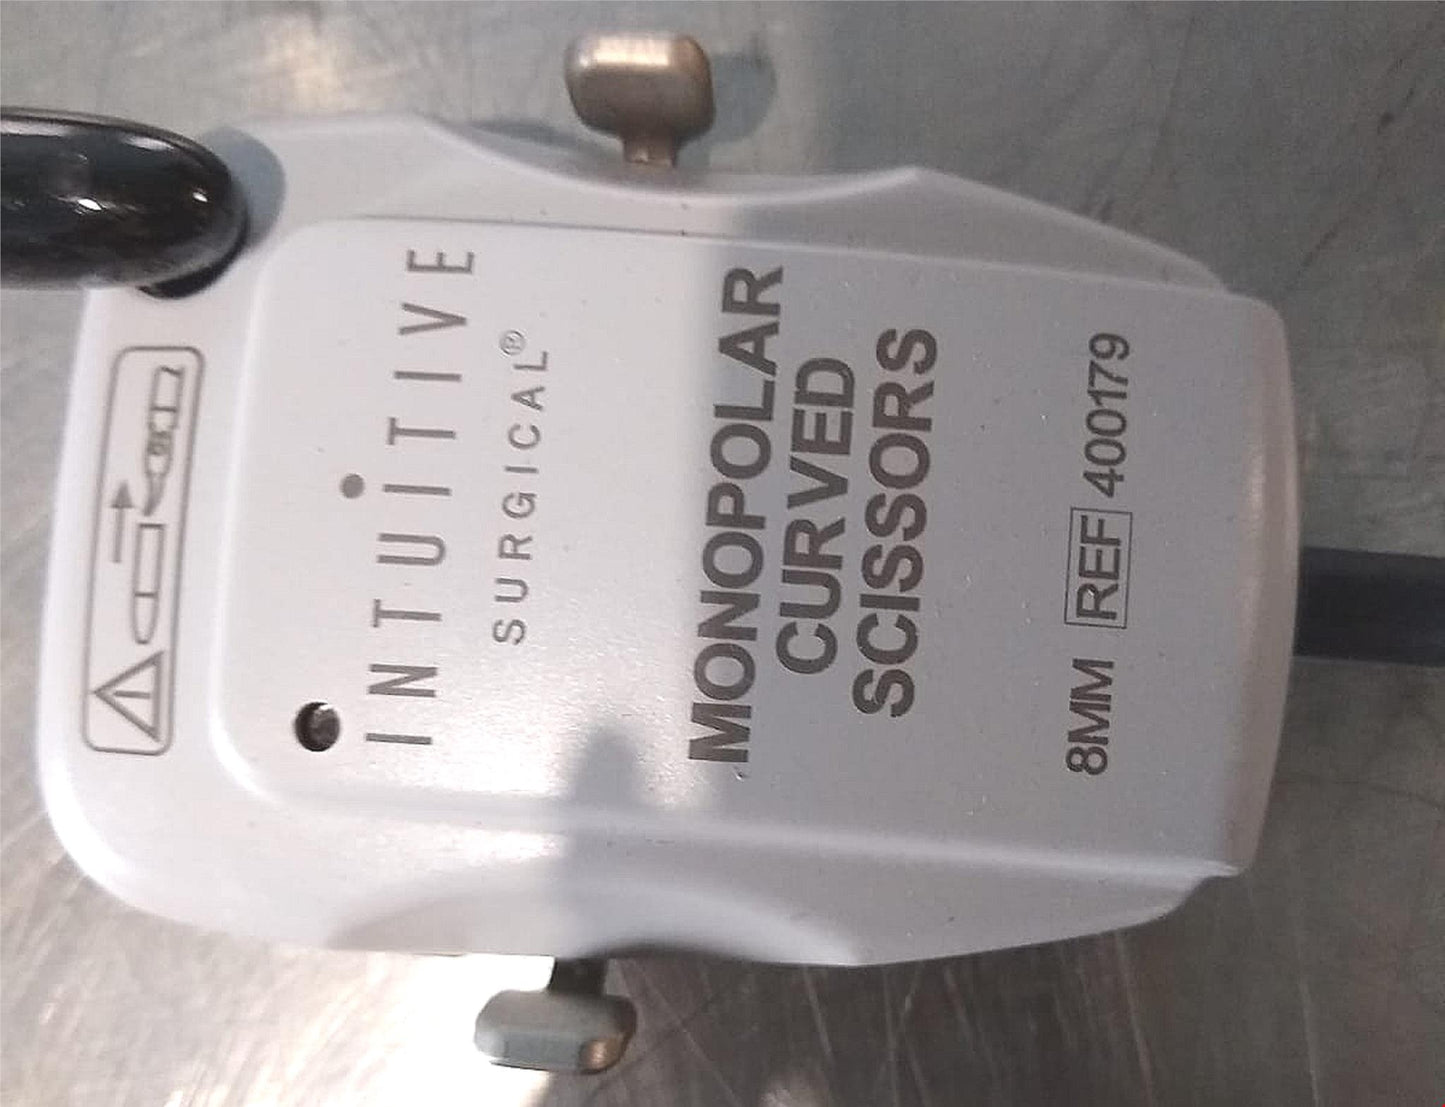 INTUITIVE
SURGICAL®
MONOPOLAR
CURVED
SCISSORS
8MM REF 400179